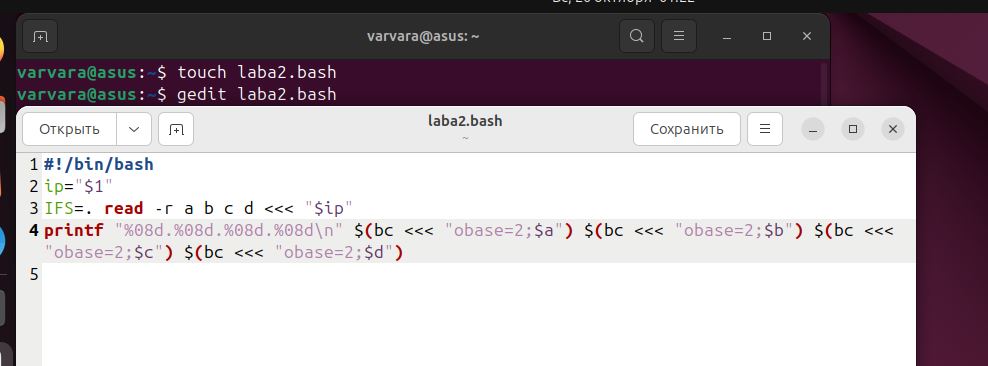 varvara@asus: ~
varvara@asus:~$ touch laba2.bash
varvara@asus:~$ gedit laba2.bash
Открыть
laba2.bash
~
Сохранить
1 #!/bin/bash
2 ip="$1"
3 IFS=. read -r a b c d <<< "$ip"
4 printf "%08d.%08d.%08d.%08d\n" $(bc <<< "obase=2;$a") $(bc <<< "obase=2;$b") $(bc <<<
"obase=2;$c") $(bc <<< "obase=2;$d")
5